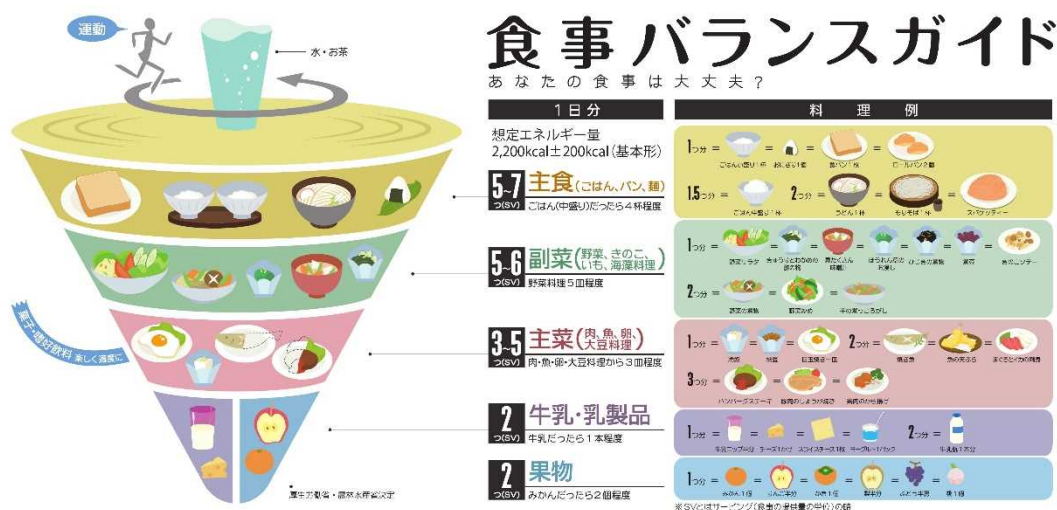 運動
水・お茶
食事バランスガイド
あなたの食事は大丈夫?
1日分
料理例
想定エネルギー量
2,200kcal±200kcal(基本形)
5~7 つ(SV)
主食(ごはん、パン、麺)
ごはん(中盛り)だったら4杯程度
1つ分 = ごはん小盛り1杯 = おにぎり1個 = 食パン1枚 = ロールパン2個
1.5つ分 = ごはん中盛り1杯 2つ分 = うどん1杯 = もりそば1杯 = スパゲッティー
5~6 つ(SV)
副菜(野菜、きのこ、いも、海藻料理)
野菜料理5皿程度
1つ分 = 野菜サラダ = きゅうりとわかめの酢の物 = 具たくさん味噌汁 = ほうれん草のお浸し = ひじきの煮物 = 煮豆 = きのこソテー
2つ分 = 野菜の煮物 = 野菜炒め = 芋の煮っころがし
菓子・嗜好飲料 楽しく適度に
3~5 つ(SV)
主菜(肉、魚、卵、大豆料理)
肉・魚・卵・大豆料理から3皿程度
1つ分 = 冷奴 = 納豆 = 目玉焼き一皿 2つ分 = 焼き魚 = 魚の天ぷら = まぐろとイカの刺身
3つ分 = ハンバーグステーキ = 豚肉のしょうが焼き = 鶏肉のから揚げ
2 つ(SV)
牛乳・乳製品
牛乳だったら1本程度
1つ分 = 牛乳コップ半分 = チーズ1かけ = スライスチーズ1枚 = ヨーグルト1パック 2つ分 = 牛乳瓶1本分
2 つ(SV)
果物
みかんだったら2個程度
1つ分 = みかん1個 = りんご半分 = かき1個 = 梨半分 = ぶどう半房 = 桃1個
厚生労働省・農林水産省決定
※SVとはサービング(食事の提供量の単位)の略